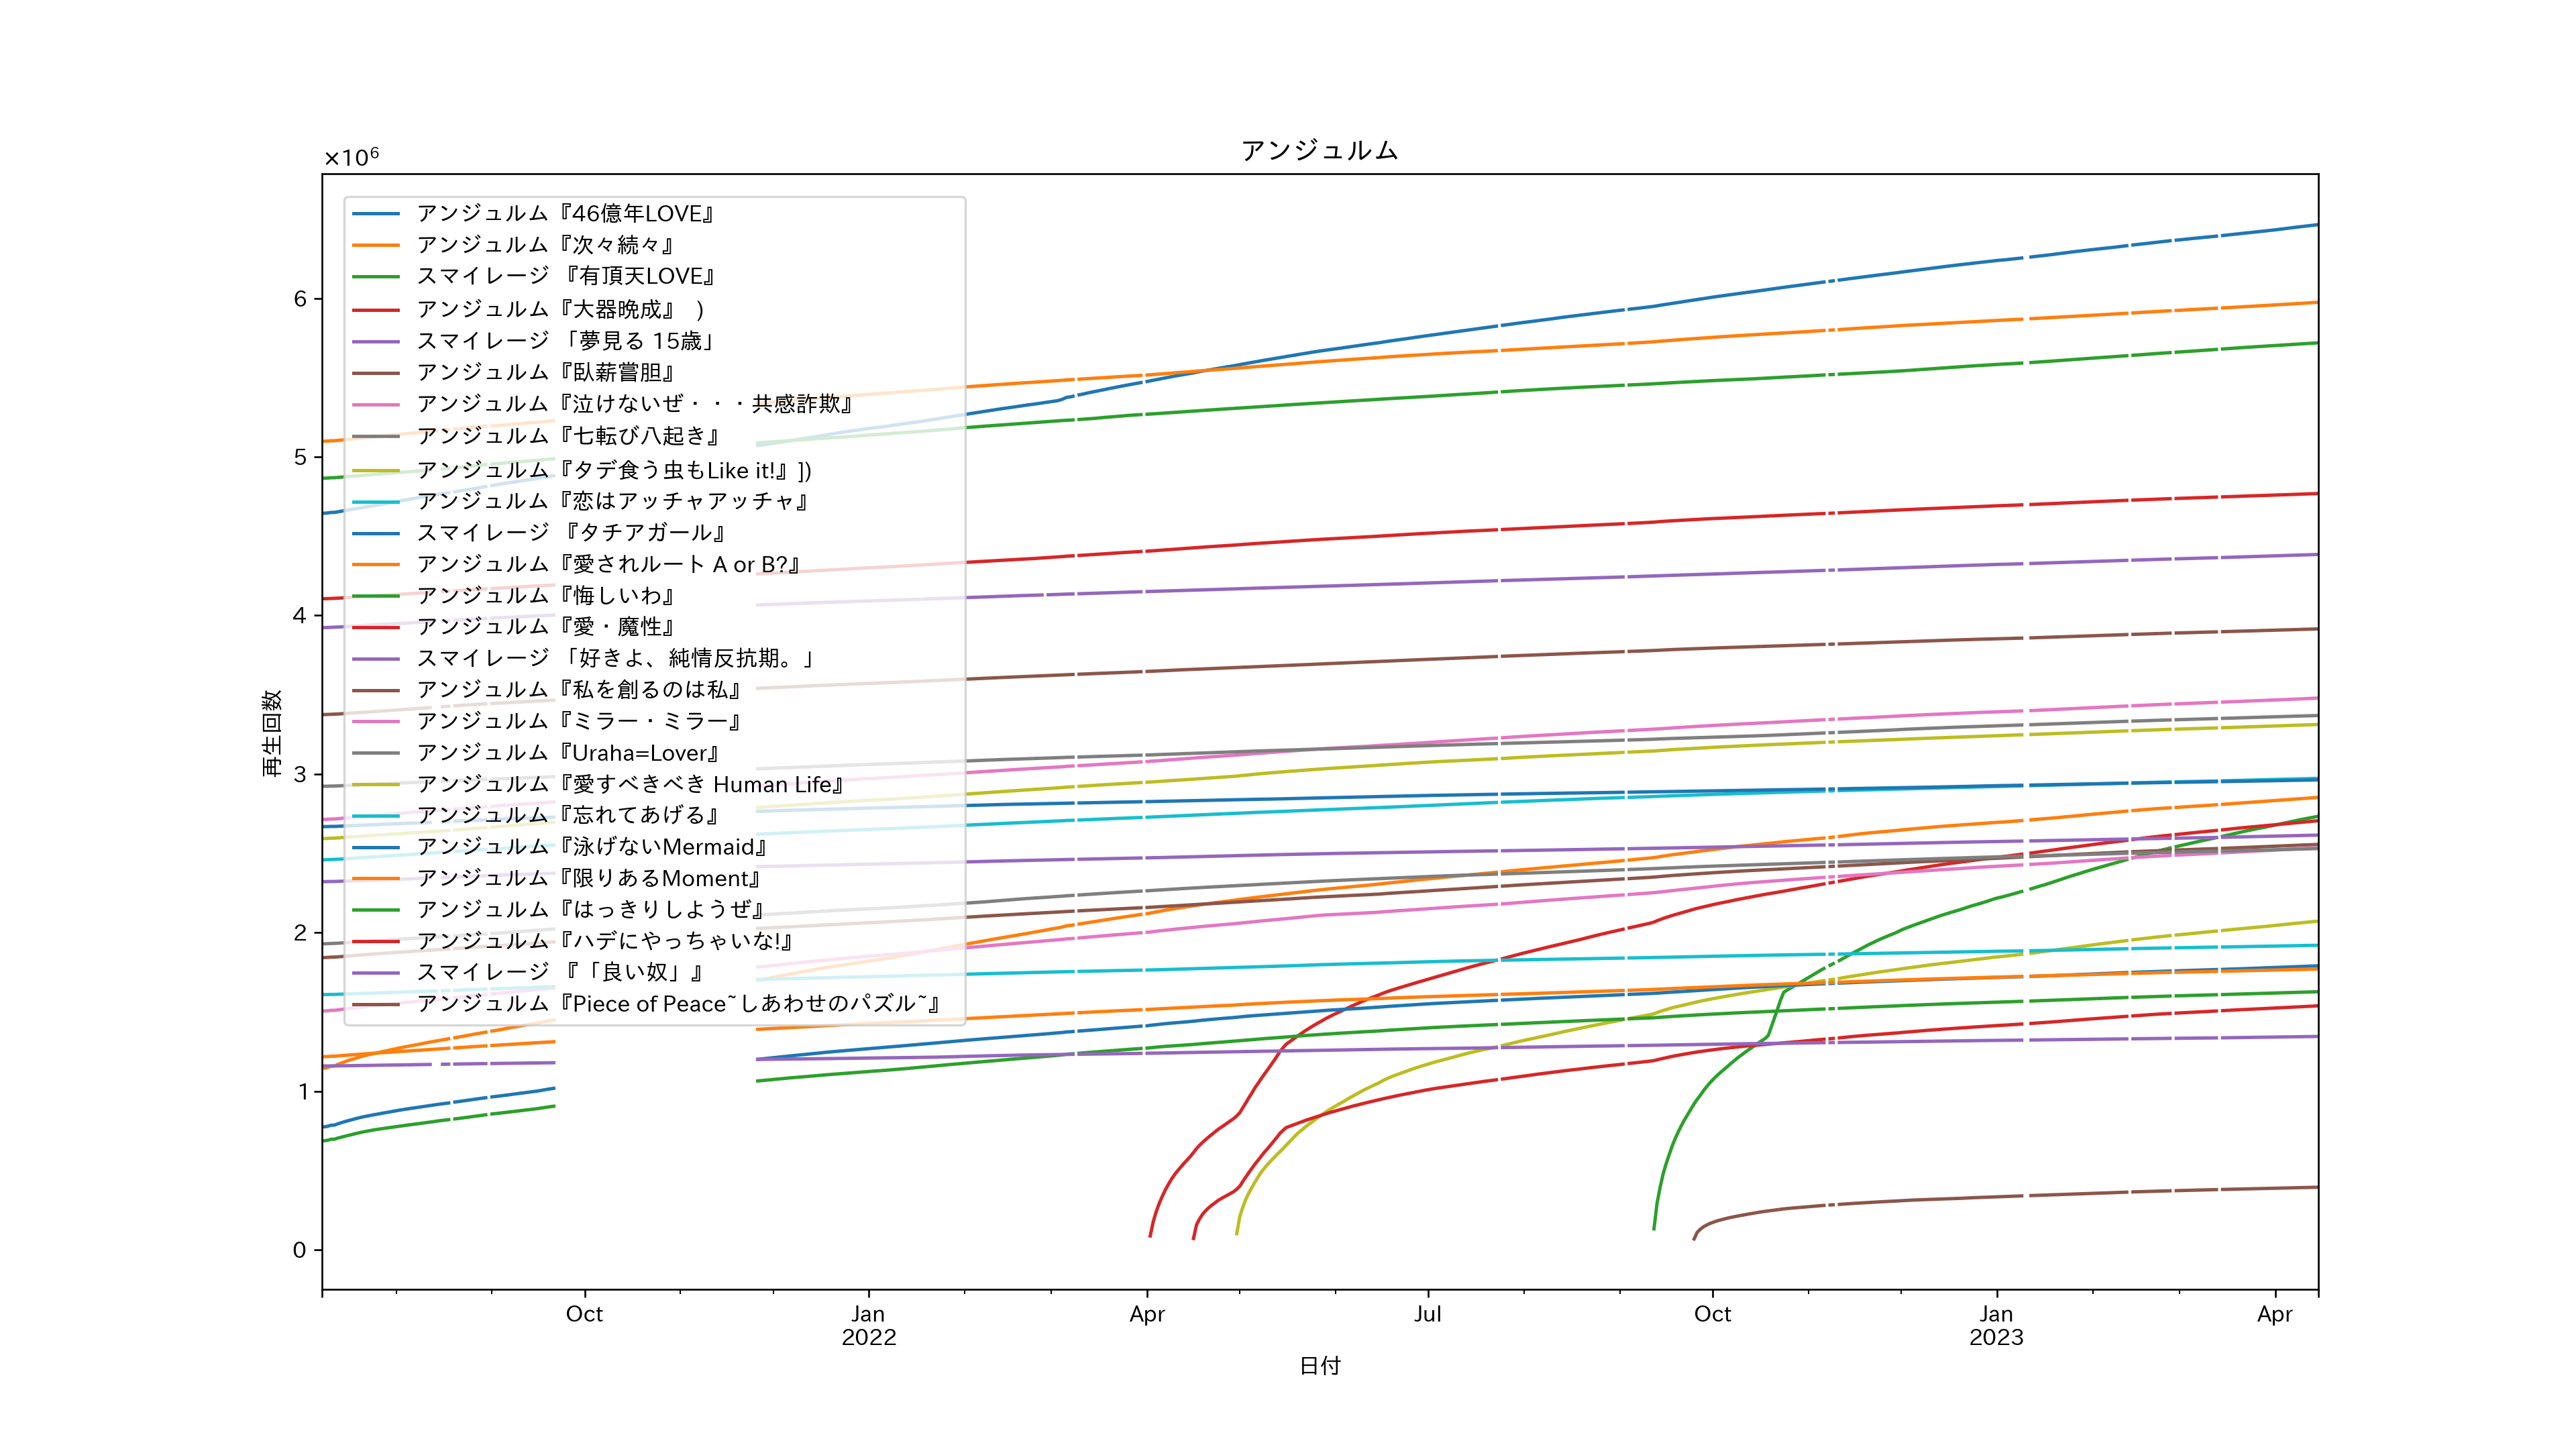 アンジュルム
×10⁶
アンジュルム『46億年LOVE』
アンジュルム『次々続々』
スマイレージ 『有頂天LOVE』
アンジュルム『大器晩成』 )
スマイレージ 「夢見る 15歳」
アンジュルム『臥薪嘗胆』
アンジュルム『泣けないぜ・・・共感詐欺』
アンジュルム『七転び八起き』
アンジュルム『タデ食う虫もLike it!』])
アンジュルム『恋はアッチャアッチャ』
スマイレージ 『タチアガール』
アンジュルム『愛されルート A or B?』
アンジュルム『悔しいわ』
アンジュルム『愛・魔性』
スマイレージ 「好きよ、純情反抗期。」
アンジュルム『私を創るのは私』
アンジュルム『ミラー・ミラー』
アンジュルム『Uraha=Lover』
アンジュルム『愛すべきべき Human Life』
アンジュルム『忘れてあげる』
アンジュルム『泳げないMermaid』
アンジュルム『限りあるMoment』
アンジュルム『はっきりしようぜ』
アンジュルム『ハデにやっちゃいな!』
スマイレージ 『「良い奴」』
アンジュルム『Piece of Peace~しあわせのパズル~』
6
5
4
3
2
1
0
再生回数
Oct Jan Apr Jul Oct Jan Apr
2022 2023
日付